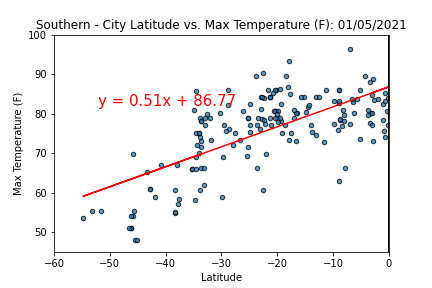 Southern - City Latitude vs. Max Temperature (F): 01/05/2021
100
90
80
70
60
50
Max Temperature (F)
y = 0.51x + 86.77
−60 −50 −40 −30 −20 −10 0
Latitude